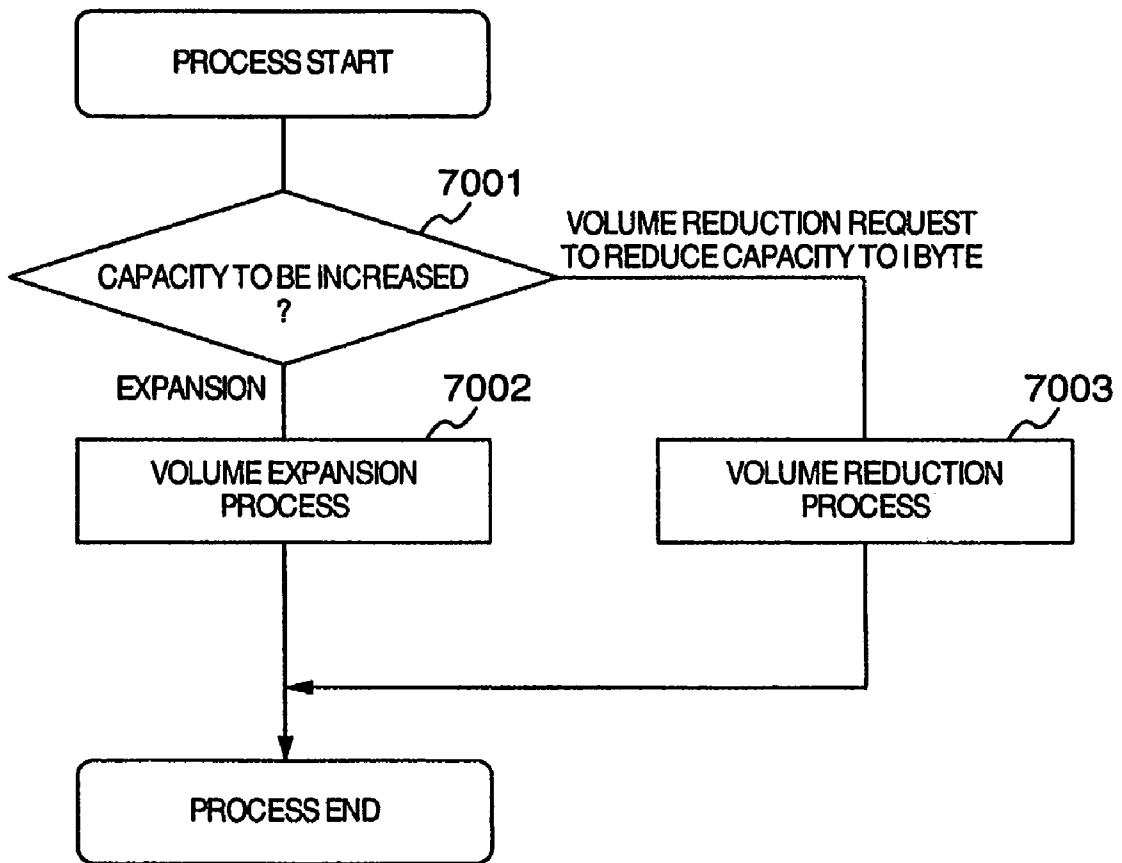 PROCESS START
7001
VOLUME REDUCTION REQUEST
TO REDUCE CAPACITY TO I BYTE
CAPACITY TO BE INCREASED
?
EXPANSION
7002
7003
VOLUME EXPANSION
PROCESS
VOLUME REDUCTION
PROCESS
PROCESS END